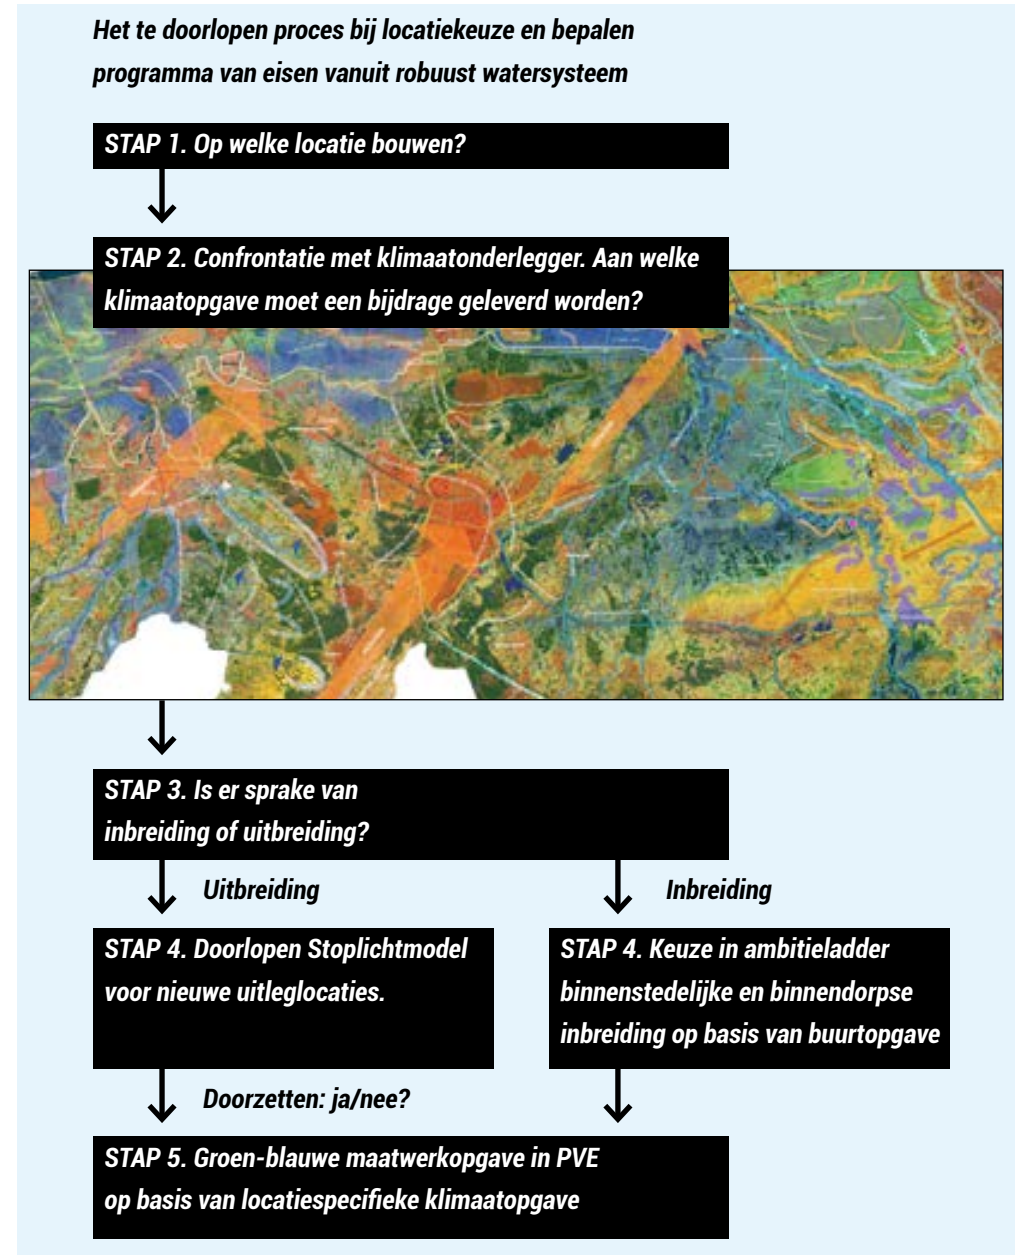 Het te doorlopen proces bij locatiekeuze en bepalen
programma van eisen vanuit robuust watersysteem
STAP 1. Op welke locatie bouwen?
STAP 2. Confrontatie met klimaatonderlegger. Aan welke
klimaatopgave moet een bijdrage geleverd worden?
STAP 3. Is er sprake van
inbreiding of uitbreiding?
Uitbreiding
Inbreiding
STAP 4. Doorlopen Stoplichtmodel
voor nieuwe uitleglocaties.
STAP 4. Keuze in ambitieladder
binnenstedelijke en binnendorpse
inbreiding op basis van buurtopgave
Doorzetten: ja/nee?
STAP 5. Groen-blauwe maatwerkopgave in PVE
op basis van locatiespecifieke klimaatopgave